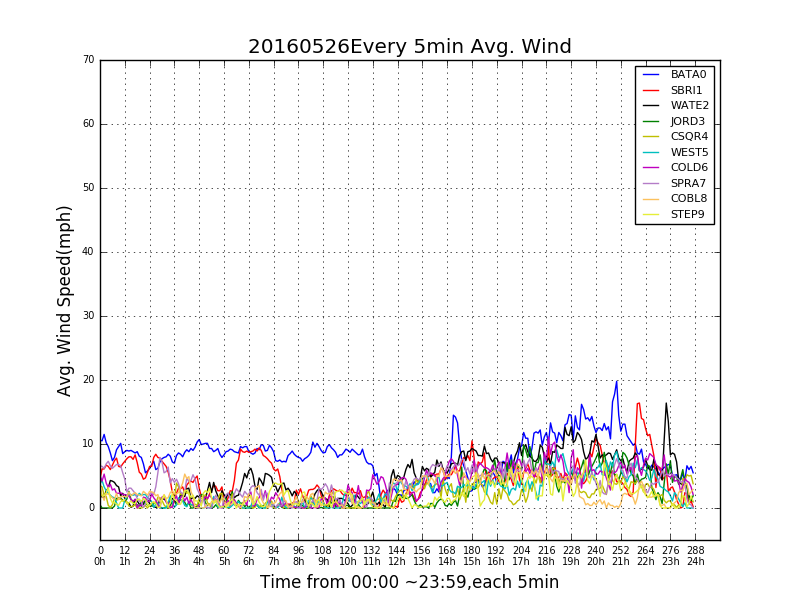 20160526Every 5min Avg. Wind
70
60
50
40
30
20
10
0
Avg. Wind Speed(mph)
BATA0
SBRI1
WATE2
JORD3
CSQR4
WEST5
COLD6
SPRA7
COBL8
STEP9
0 12 24 36 48 60 72 84 96 108 120 132 144 156 168 180 192 204 216 228 240 252 264 276 288
0h 1h 2h 3h 4h 5h 6h 7h 8h 9h 10h 11h 12h 13h 14h 15h 16h 17h 18h 19h 20h 21h 22h 23h 24h
Time from 00:00 ~23:59,each 5min